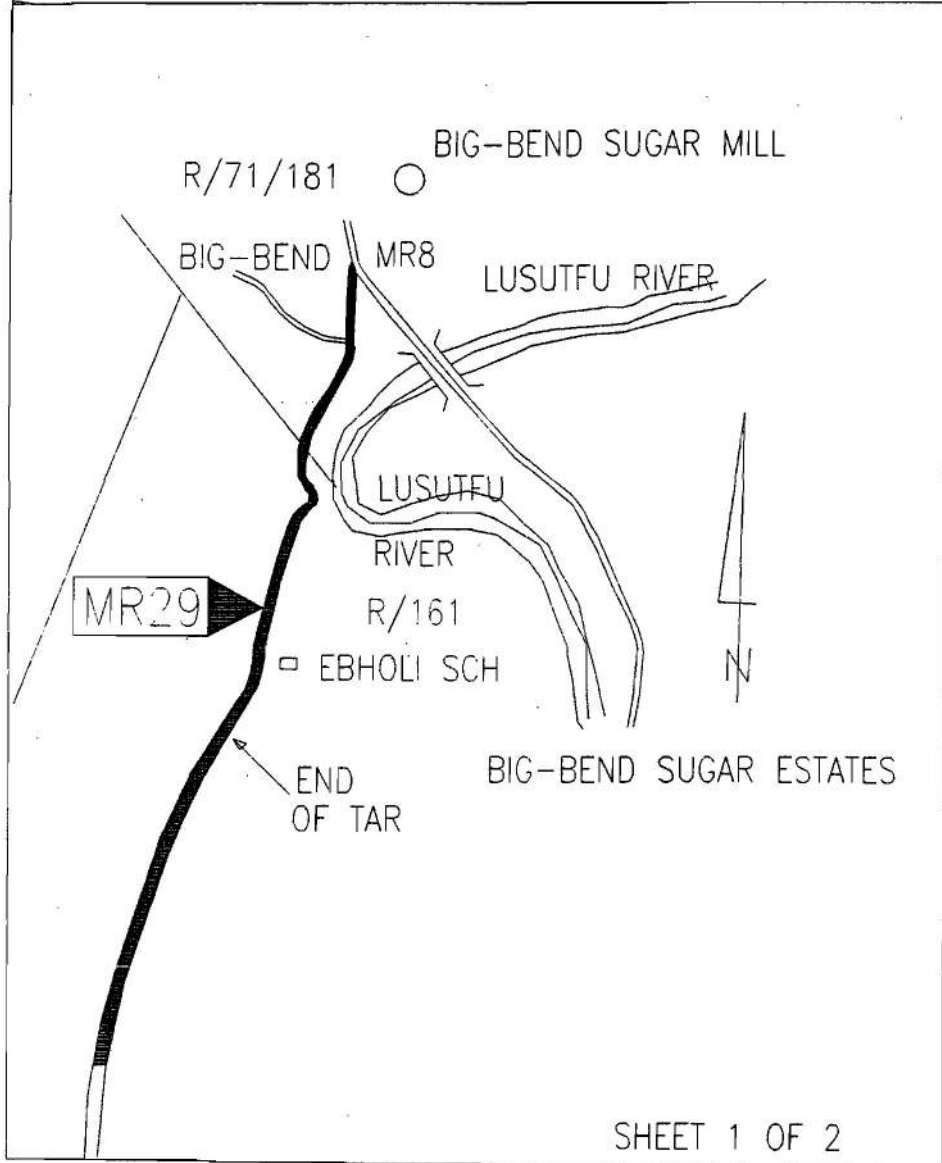 BIG-BEND SUGAR MILL
R/71/181
BIG-BEND
MR8
LUSUTFU RIVER
LUSUTFU
RIVER
R/161
MR29
EBHOLI SCH
N
BIG-BEND SUGAR ESTATES
END
OF TAR
SHEET 1 OF 2